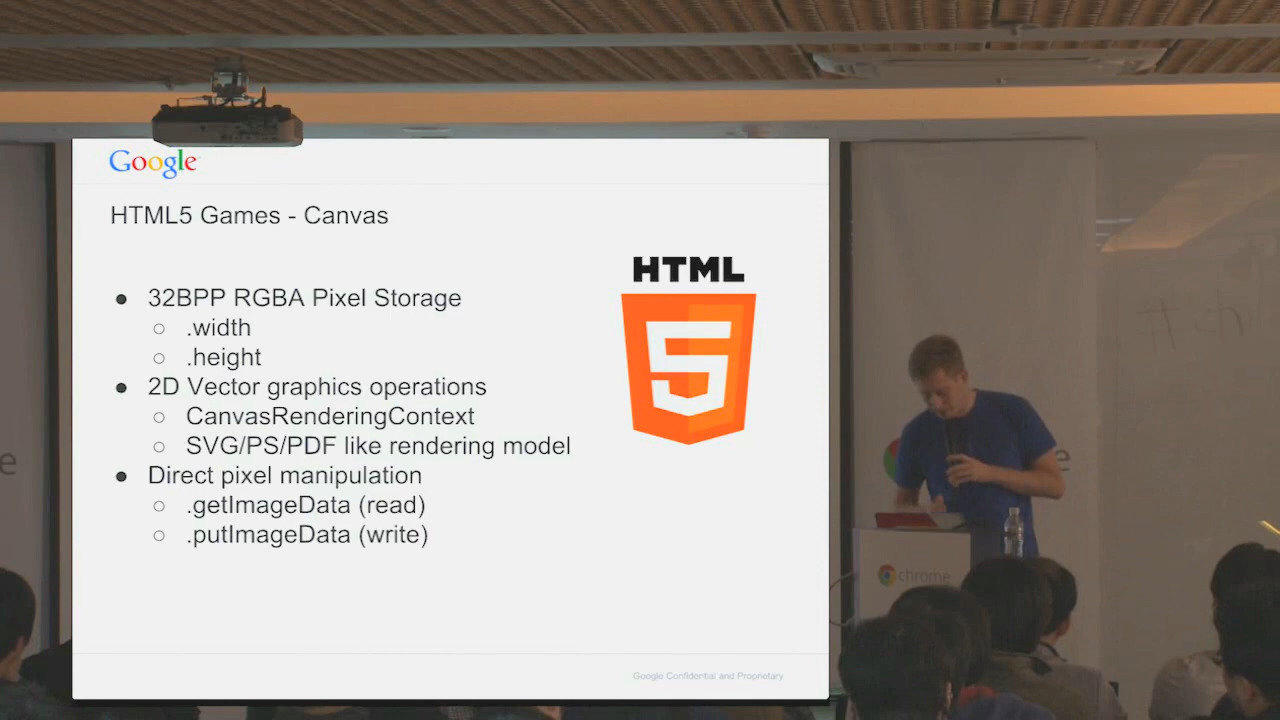 Google
HTML5 Games - Canvas
HTML
5
● 32BPP RGBA Pixel Storage
○ .width
○ .height
● 2D Vector graphics operations
○ CanvasRenderingContext
○ SVG/PS/PDF like rendering model
● Direct pixel manipulation
○ .getImageData (read)
○ .putImageData (write)
Google Confidential and Proprietary
chrome